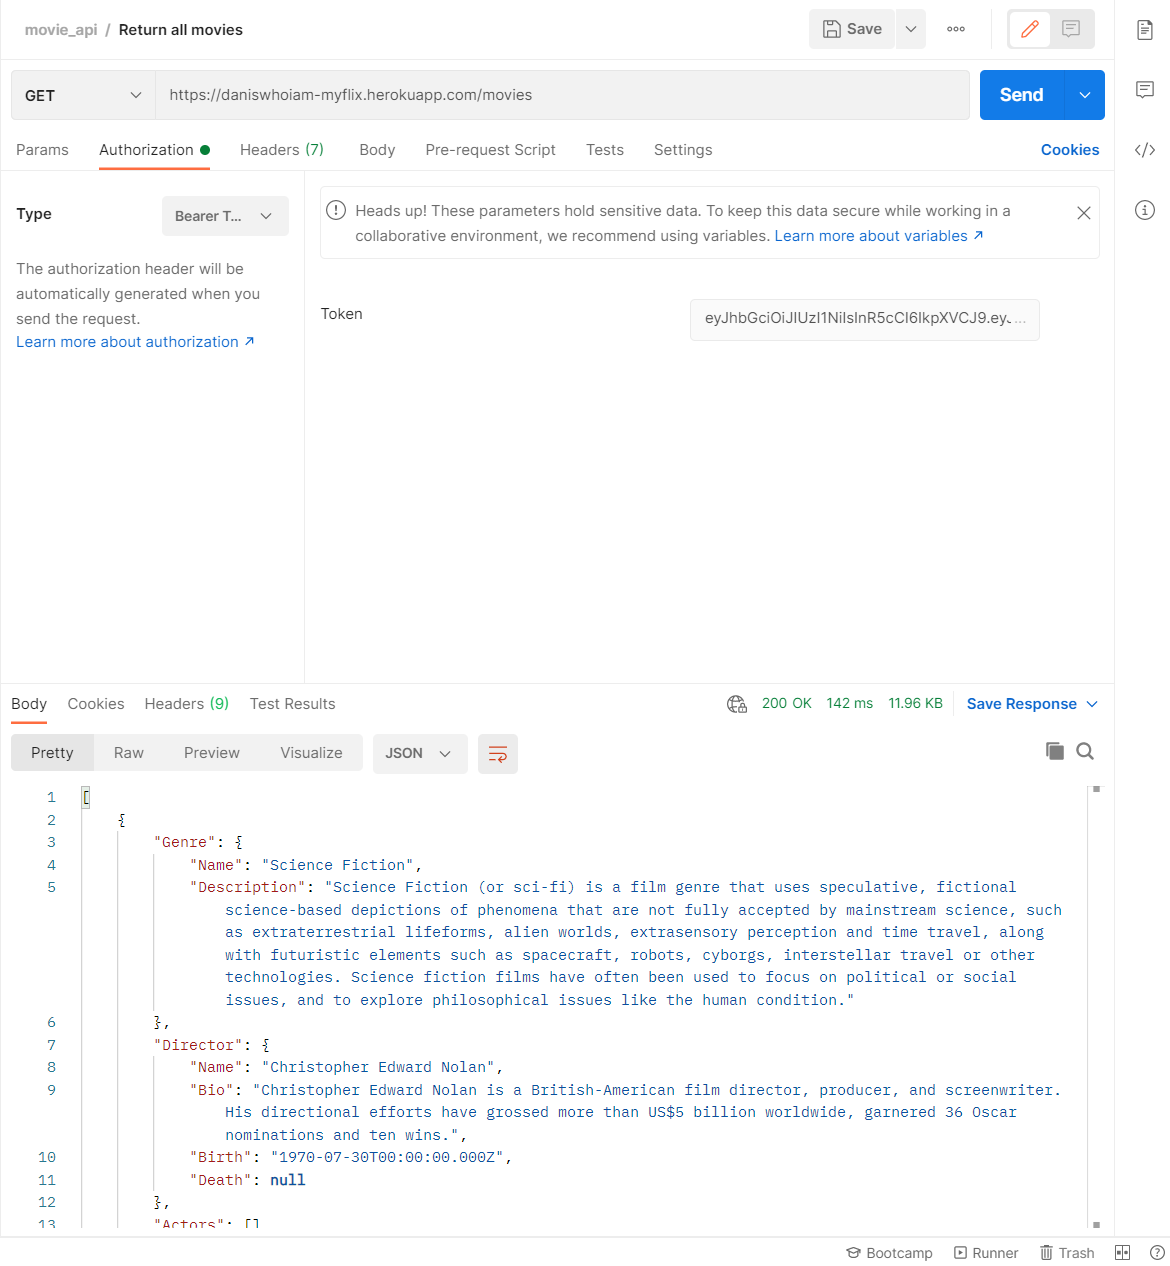 movie_api / Return all movies
Save
GET
https://daniswhoiam-myflix.herokuapp.com/movies
Send
Params Authorization Headers (7) Body Pre-request Script Tests Settings Cookies
Type
Bearer T...
The authorization header will be
automatically generated when you
send the request.
Learn more about authorization ↗
Heads up! These parameters hold sensitive data. To keep this data secure while working in a
collaborative environment, we recommend using variables. Learn more about variables ↗
Token
eyJhbGciOiJIUzI1NiIsInR5cCI6IkpXVCJ9.eyJ...
Body Cookies Headers (9) Test Results
200 OK 142 ms 11.96 KB Save Response
Pretty Raw Preview Visualize JSON
1 [
2 {
3 "Genre": {
4 "Name": "Science Fiction",
5 "Description": "Science Fiction (or sci-fi) is a film genre that uses speculative, fictional
science-based depictions of phenomena that are not fully accepted by mainstream science, such
as extraterrestrial lifeforms, alien worlds, extrasensory perception and time travel, along
with futuristic elements such as spacecraft, robots, cyborgs, interstellar travel or other
technologies. Science fiction films have often been used to focus on political or social
issues, and to explore philosophical issues like the human condition."
6 },
7 "Director": {
8 "Name": "Christopher Edward Nolan",
9 "Bio": "Christopher Edward Nolan is a British-American film director, producer, and screenwriter.
His directional efforts have grossed more than US$5 billion worldwide, garnered 36 Oscar
nominations and ten wins.",
10 "Birth": "1970-07-30T00:00:00.000Z",
11 "Death": null
12 },
13 "Actors": []
Bootcamp Runner Trash